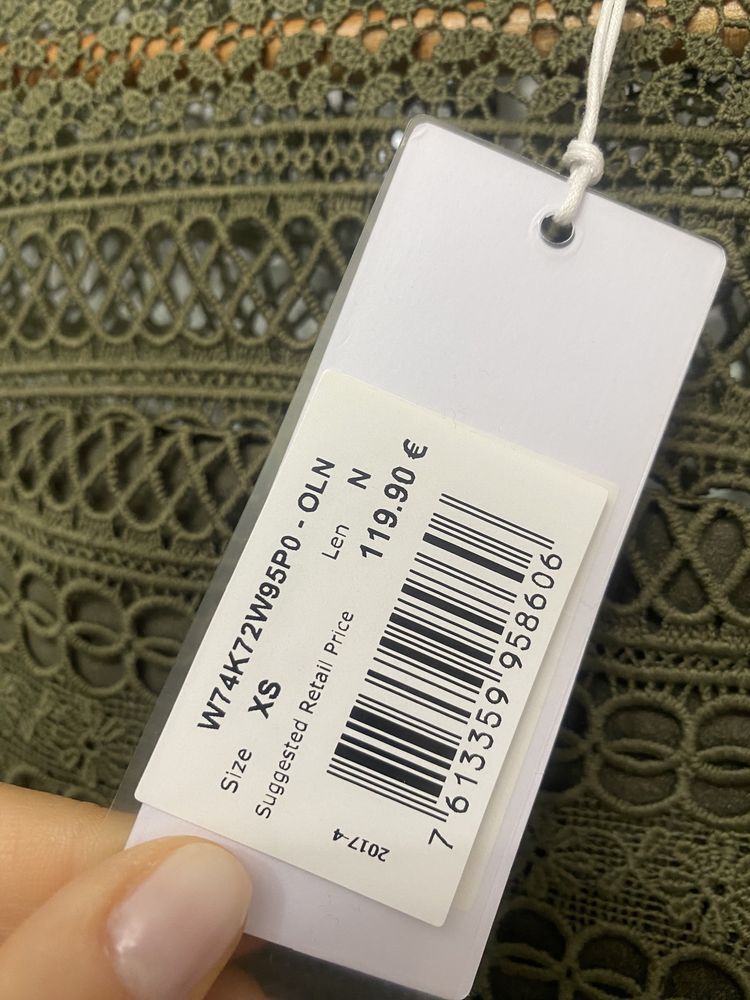 W74K72W95P0 - OLN
Size XS Len N
Suggested Retail Price 119.90 €
7 613359 958606
2017-4